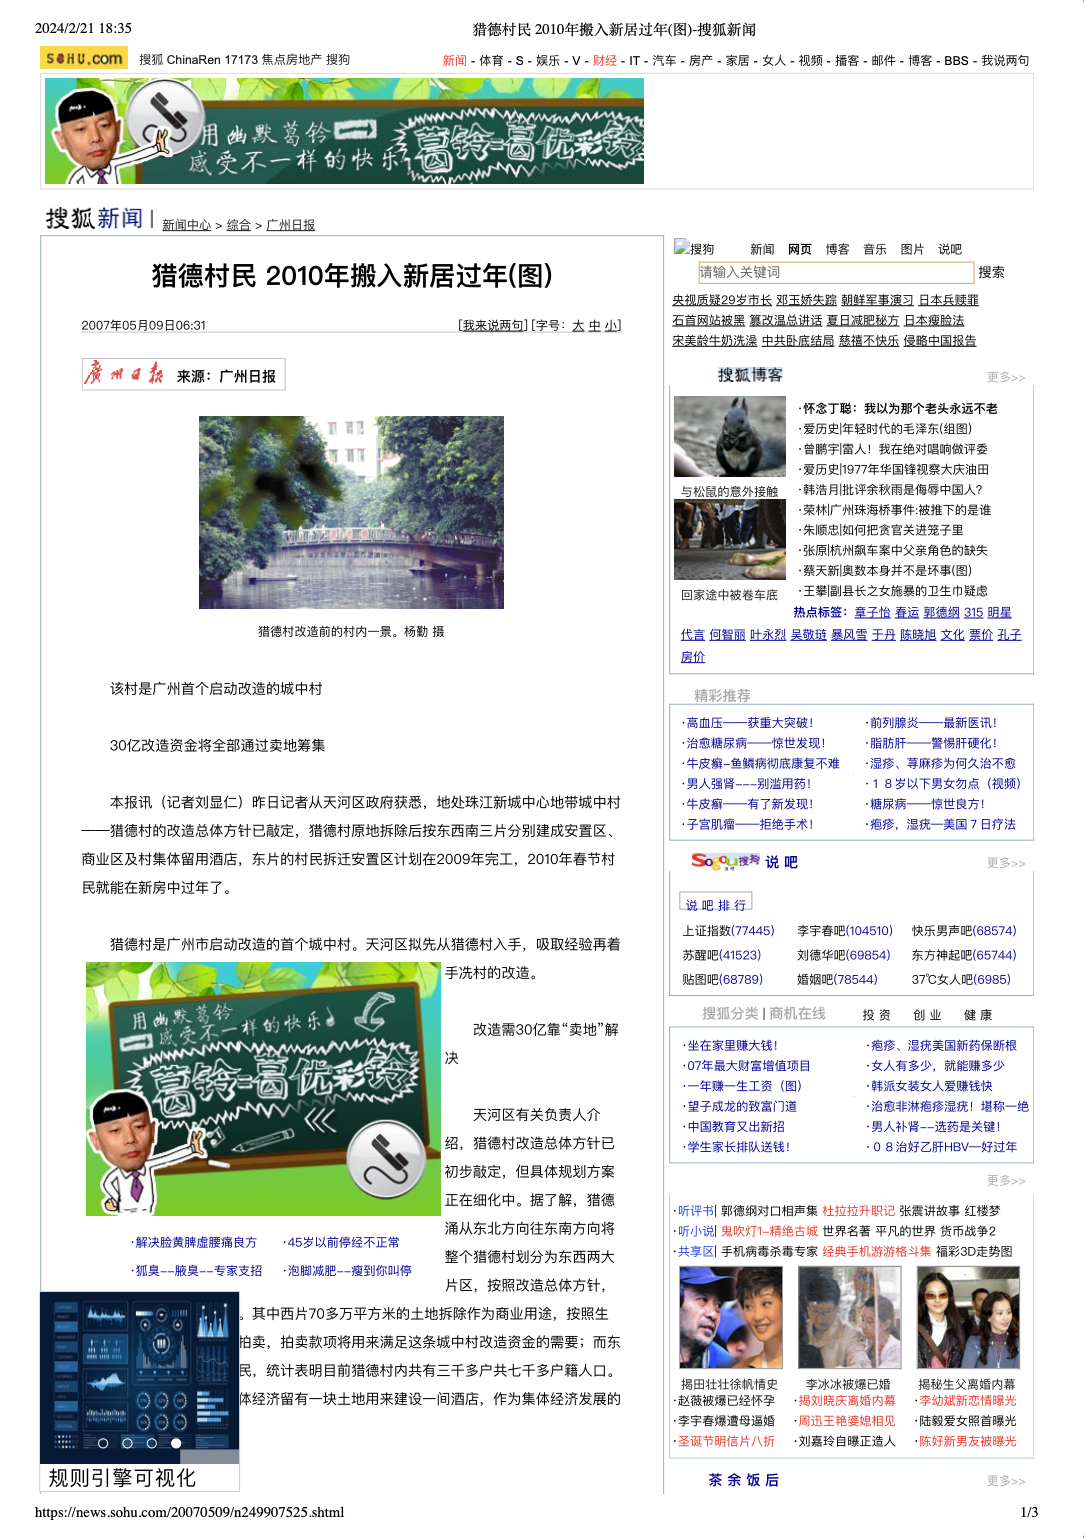 2024/2/21 18:35
猎德村民 2010年搬入新居过年(图)-搜狐新闻
SOHU.com 搜狐 ChinaRen 17173 焦点房地产 搜狗
新闻 - 体育 - S - 娱乐 - V - 财经 - IT - 汽车 - 房产 - 家居 - 女人 - 视频 - 播客 - 邮件 - 博客 - BBS - 我说两句
用幽默葛铃
感受不一样的快乐
葛铃=葛优彩铃
搜狐新闻 | 新闻中心 > 综合 > 广州日报
猎德村民 2010年搬入新居过年(图)
2007年05月09日06:31 [我来说两句] [字号：大 中 小]
广州日报 来源：广州日报
猎德村改造前的村内一景。杨勤 摄
该村是广州首个启动改造的城中村
30亿改造资金将全部通过卖地筹集
本报讯（记者刘显仁）昨日记者从天河区政府获悉，地处珠江新城中心地带城中村
——猎德村的改造总体方针已敲定，猎德村原地拆除后按东西南三片分别建成安置区、
商业区及村集体留用酒店，东片的村民拆迁安置区计划在2009年完工，2010年春节村
民就能在新房中过年了。
猎德村是广州市启动改造的首个城中村。天河区拟先从猎德村入手，吸取经验再着
手冼村的改造。
改造需30亿靠“卖地”解
决
天河区有关负责人介
绍，猎德村改造总体方针已
初步敲定，但具体规划方案
正在细化中。据了解，猎德
涌从东北方向往东南方向将
整个猎德村划分为东西两大
片区，按照改造总体方针，
。其中西片70多万平方米的土地拆除作为商业用途，按照生
拍卖，拍卖款项将用来满足这条城中村改造资金的需要；而东
民，统计表明目前猎德村内共有三千多户共七千多户籍人口。
体经济留有一块土地用来建设一间酒店，作为集体经济发展的
用幽默葛铃
感受不一样的快乐
葛铃=葛优彩铃
·解决脸黄脾虚腰痛良方 ·45岁以前停经不正常
·狐臭--腋臭--专家支招 ·泡脚减肥--瘦到你叫停
规则引擎可视化
搜狗 新闻 网页 博客 音乐 图片 说吧
请输入关键词 搜索
央视质疑29岁市长 邓玉娇失踪 朝鲜军事演习 日本兵赎罪
石首网站被黑 篡改温总讲话 夏日减肥秘方 日本瘦脸法
宋美龄牛奶洗澡 中共卧底结局 慈禧不快乐 侵略中国报告
搜狐博客 更多>>
与松鼠的意外接触
回家途中被卷车底
·怀念丁聪：我以为那个老头永远不老
·爱历史|年轻时代的毛泽东(组图)
·曾鹏宇|雷人！我在绝对唱响做评委
·爱历史|1977年华国锋视察大庆油田
·韩浩月|批评余秋雨是侮辱中国人?
·荣林|广州珠海桥事件:被推下的是谁
·朱顺忠|如何把贪官关进笼子里
·张原|杭州飙车案中父亲角色的缺失
·蔡天新|奥数本身并不是坏事(图)
·王攀|副县长之女施暴的卫生巾疑虑
热点标签：章子怡 春运 郭德纲 315 明星
代言 何智丽 叶永烈 吴敬琏 暴风雪 于丹 陈晓旭 文化 票价 孔子
房价
精彩推荐
·高血压——获重大突破! ·前列腺炎——最新医讯!
·治愈糖尿病——惊世发现! ·脂肪肝——警惕肝硬化!
·牛皮癣-鱼鳞病彻底康复不难 ·湿疹、荨麻疹为何久治不愈
·男人强肾---别滥用药! ·１８岁以下男女勿点（视频）
·牛皮癣——有了新发现! ·糖尿病——惊世良方!
·子宫肌瘤——拒绝手术! ·疱疹，湿疣—美国７日疗法
Sogou搜狗 说吧 更多>>
说吧排行
上证指数(77445) 李宇春吧(104510) 快乐男声吧(68574)
苏醒吧(41523) 刘德华吧(69854) 东方神起吧(65744)
贴图吧(68789) 婚姻吧(78544) 37℃女人吧(6985)
搜狐分类 | 商机在线 投资 创业 健康
·坐在家里赚大钱! ·疱疹、湿疣美国新药保断根
·07年最大财富增值项目 ·女人有多少，就能赚多少
·一年赚一生工资（图） ·韩派女装女人爱赚钱快
·望子成龙的致富门道 ·治愈非淋疱疹湿疣！堪称一绝
·中国教育又出新招 ·男人补肾--选药是关键!
·学生家长排队送钱! ·０８治好乙肝HBV—好过年
更多>>
·听评书| 郭德纲对口相声集 杜拉拉升职记 张震讲故事 红楼梦
·听小说| 鬼吹灯1-精绝古城 世界名著 平凡的世界 货币战争2
·共享区| 手机病毒杀毒专家 经典手机游游格斗集 福彩3D走势图
揭田壮壮徐帆情史 李冰冰被爆已婚 揭秘生父离婚内幕
·赵薇被爆已经怀孕 ·揭刘晓庆离婚内幕 ·李幼斌新恋情曝光
·李宇春爆遭母逼婚 ·周迅王艳婆媳相见 ·陆毅爱女照首曝光
·圣诞节明信片八折 ·刘嘉玲自曝正造人 ·陈好新男友被曝光
茶余饭后 更多>>
https://news.sohu.com/20070509/n249907525.shtml 1/3